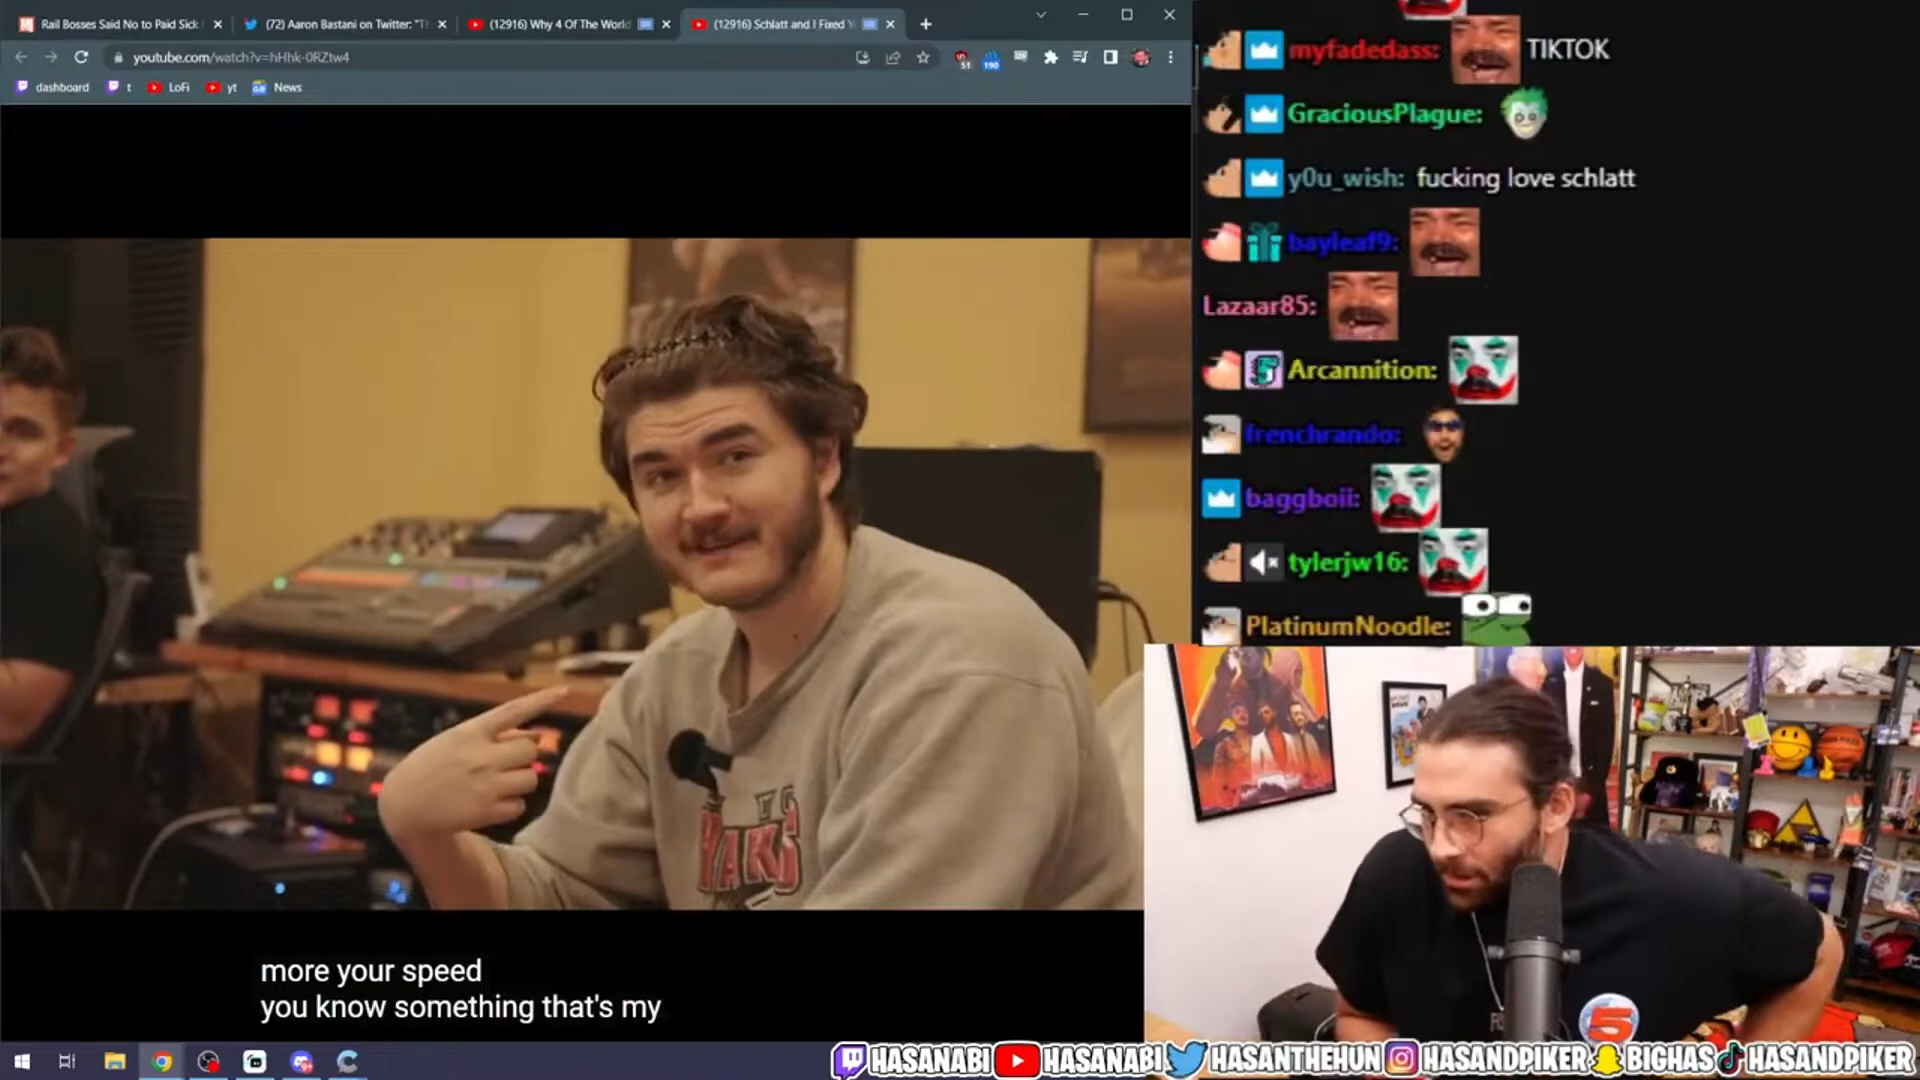 Rail Bosses Said No to Paid Sick
(72) Aaron Bastani on Twitter: "T
(12916) Why 4 Of The World
(12916) Schlatt and I Fixed
youtube.com/watch?v=hHhk-0RZtw4
51
190
dashboard
t
LoFi
yt
News
myfadedass: TIKTOK
GraciousPlague:
y0u_wish: fucking love schlatt
bayleaf9:
Lazaar85:
Arcannition:
frenchrando:
baggboii:
tylerjw16:
PlatinumNoodle:
more your speed
you know something that's my
5
HASANABI HASANABI HASANTHEHUN HASANDPIKER BIGHAS HASANDPIKER